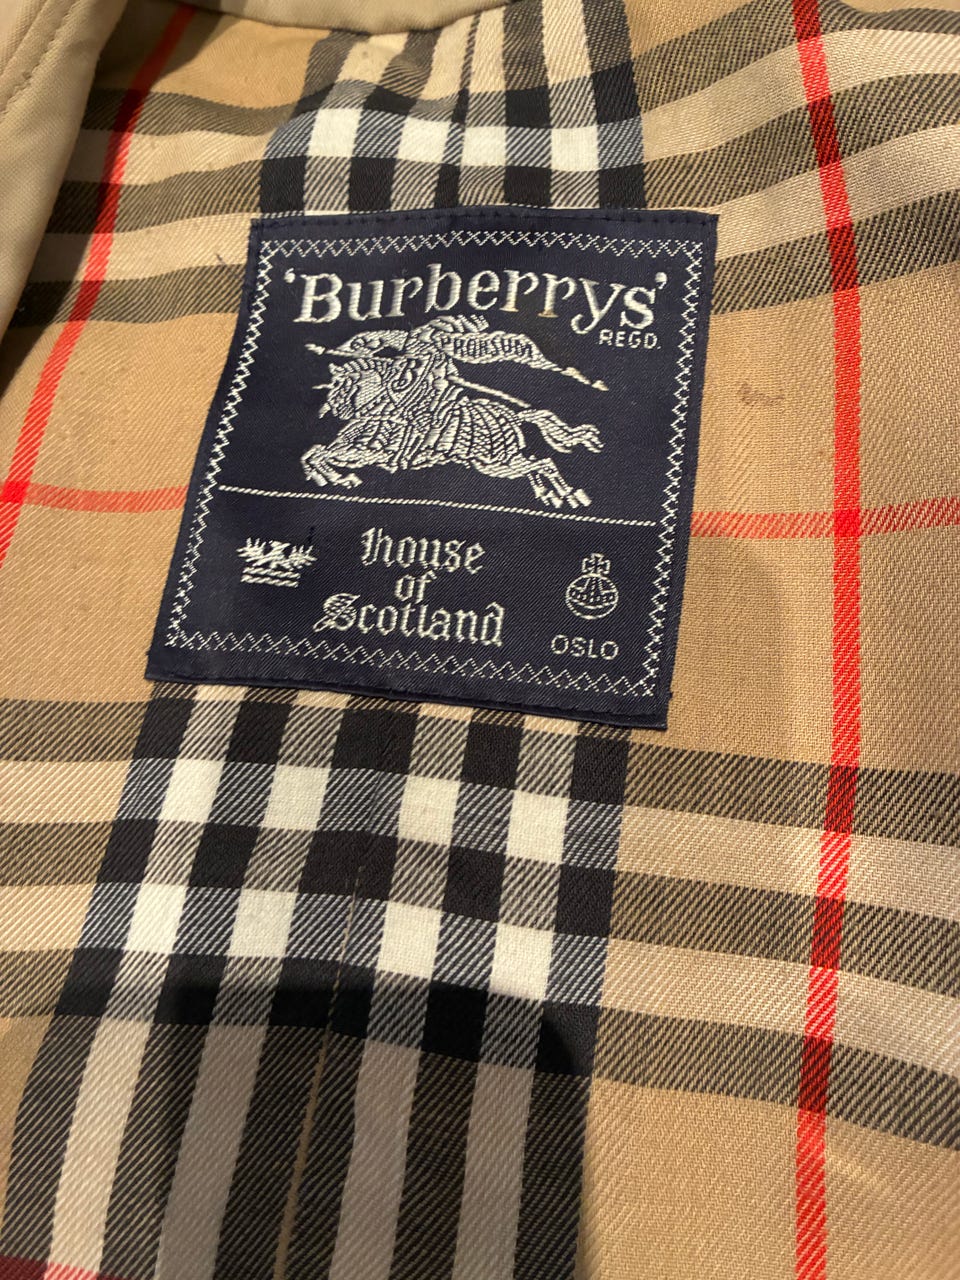 'Burberrys'
REGD.
PRORSUM
B
house
of
Scotland
OSLO